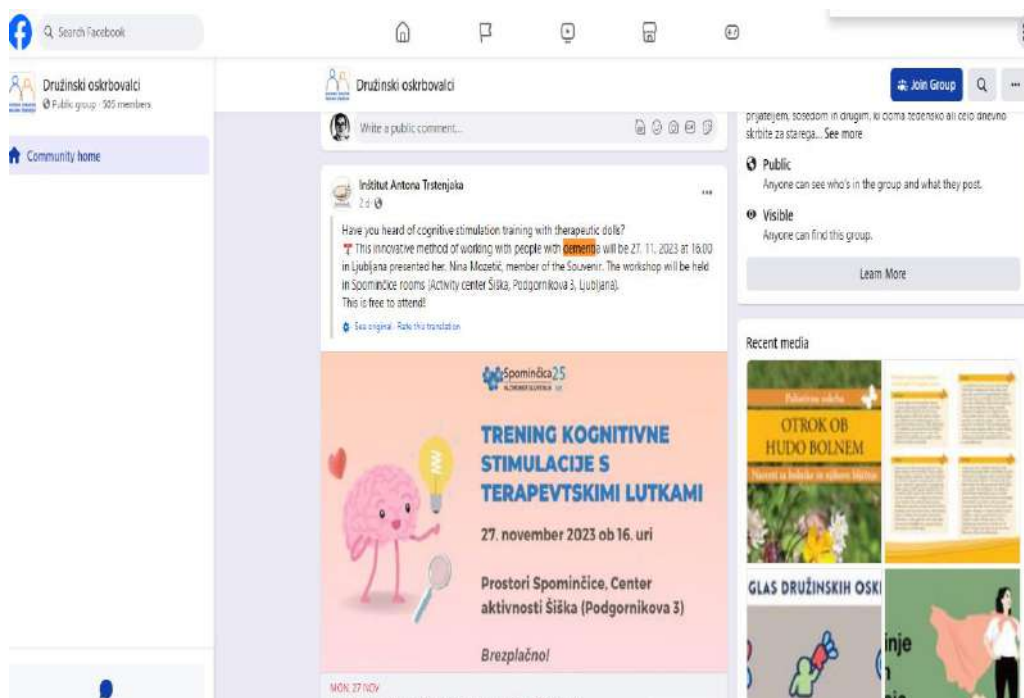 Search Facebook
Družinski oskrbovalci
Public group · 505 members
Community home
Družinski oskrbovalci
Join Group
Write a public comment...
Inštitut Antona Trstenjaka
2 d
Have you heard of cognitive stimulation training with therapeutic dolls?
This innovative method of working with people with dementia will be 27. 11. 2023 at 16:00
in Ljubljana presented her. Nina Mozetič, member of the Souvenir. The workshop will be held
in Spominčice rooms (Activity center Šiška, Podgornikova 3, Ljubljana).
This is free to attend!
See original · Rate this translation
Spominčica 25
TRENING KOGNITIVNE
STIMULACIJE S
TERAPEVTSKIMI LUTKAMI
27. november 2023 ob 16. uri
Prostori Spominčice, Center
aktivnosti Šiška (Podgornikova 3)
Brezplačno!
MON, 27 NOV
prijateljem, sosedom in drugim, ki doma tedensko ali celo dnevno
skrbite za starega... See more
Public
Anyone can see who's in the group and what they post.
Visible
Anyone can find this group.
Learn More
Recent media
Paliativna oskrba
OTROK OB
HUDO BOLNEM
GLAS DRUŽINSKIH OSKR
inje